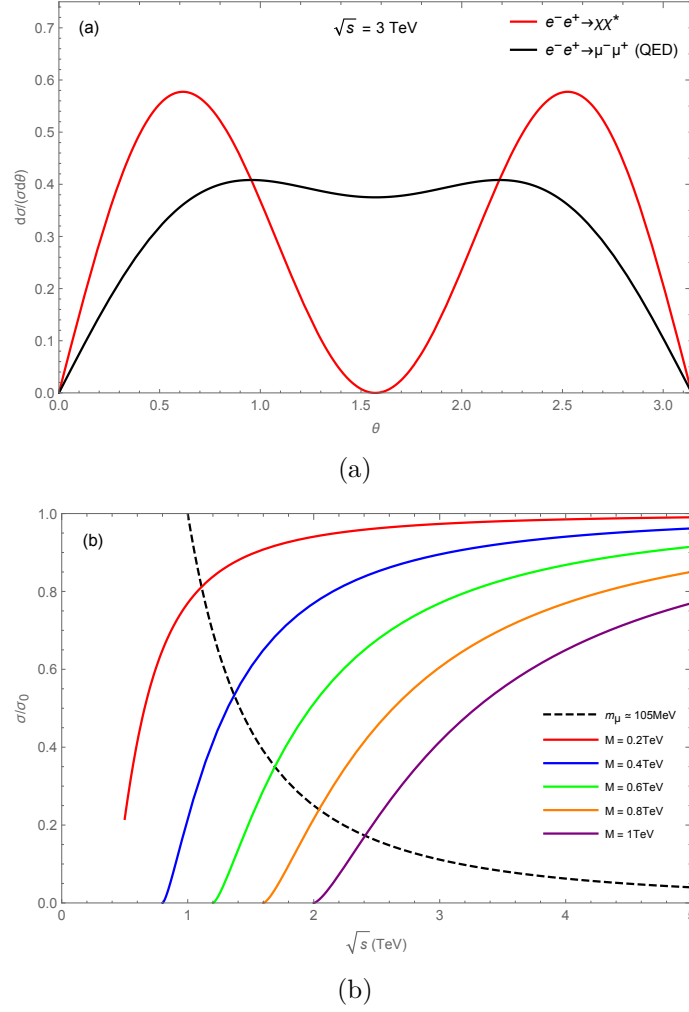 (a)
√s = 3 TeV
e⁻e⁺→χχ*
e⁻e⁺→μ⁻μ⁺ (QED)
dσ/(σdθ)
0.7
0.6
0.5
0.4
0.3
0.2
0.1
0.0
0.0 0.5 1.0 1.5 2.0 2.5 3.0
θ
(a)
(b)
σ/σ₀
1.0
0.8
0.6
0.4
0.2
0.0
mμ ≃ 105MeV
M = 0.2TeV
M = 0.4TeV
M = 0.6TeV
M = 0.8TeV
M = 1TeV
0 1 2 3 4 5
√s (TeV)
(b)